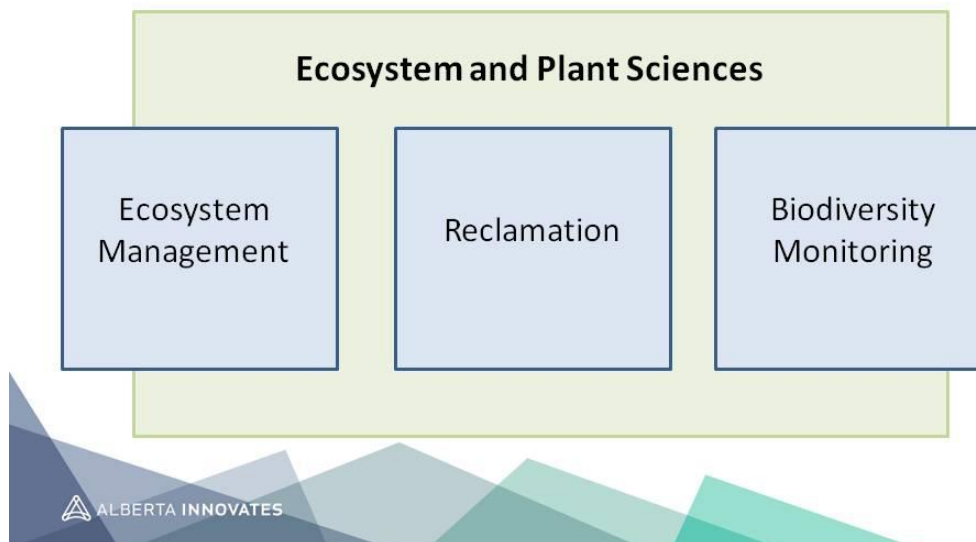 Ecosystem and Plant Sciences
Ecosystem
Management
Reclamation
Biodiversity
Monitoring
ALBERTA INNOVATES